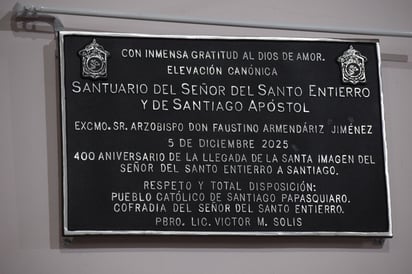 CON INMENSA GRATITUD AL DIOS DE AMOR.
ELEVACIÓN CANÓNICA
SANTUARIO DEL SEÑOR DEL SANTO ENTIERRO
Y DE SANTIAGO APÓSTOL
EXCMO. SR. ARZOBISPO DON FAUSTINO ARMENDÁRIZ JIMÉNEZ
5 DE DICIEMBRE 2025
400 ANIVERSARIO DE LA LLEGADA DE LA SANTA IMAGEN DEL
SEÑOR DEL SANTO ENTIERRO A SANTIAGO.
RESPETO Y TOTAL DISPOSICIÓN:
PUEBLO CATÓLICO DE SANTIAGO PAPASQUIARO.
COFRADIA DEL SEÑOR DEL SANTO ENTIERRO.
PBRO. LIC. VICTOR M. SOLIS